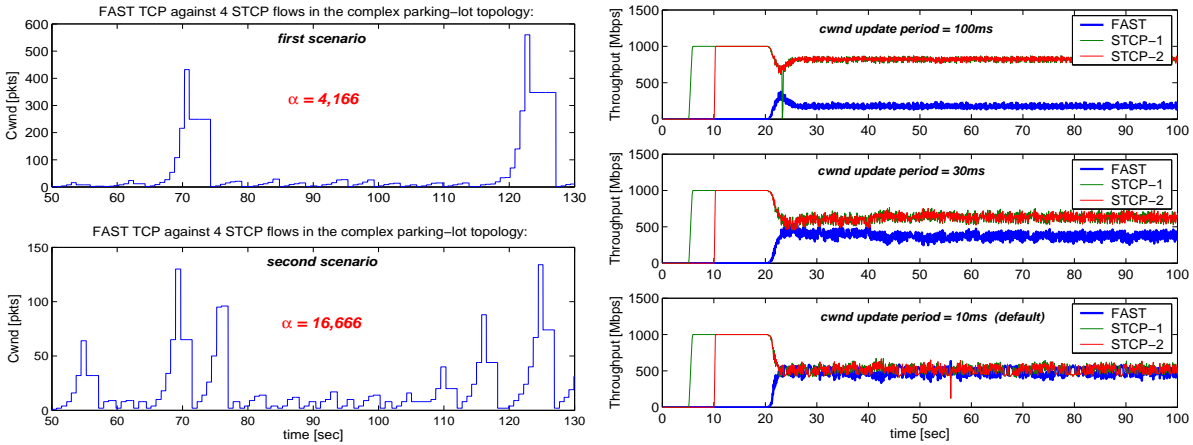 FAST TCP against 4 STCP flows in the complex parking−lot topology:
first scenario
α = 4,166
Cwnd [pkts]
600
500
400
300
200
100
0
50 60 70 80 90 100 110 120 130
FAST TCP against 4 STCP flows in the complex parking−lot topology:
second scenario
α = 16,666
Cwnd [pkts]
150
100
50
0
50 60 70 80 90 100 110 120 130
time [sec]
cwnd update period = 100ms
FAST
STCP−1
STCP−2
Throughput [Mbps]
1500
1000
500
0
0 10 20 30 40 50 60 70 80 90 100
cwnd update period = 30ms
FAST
STCP−1
STCP−2
Throughput [Mbps]
1500
1000
500
0
0 10 20 30 40 50 60 70 80 90 100
cwnd update period = 10ms (default)
FAST
STCP−1
STCP−2
Throughput [Mbps]
1500
1000
500
0
0 10 20 30 40 50 60 70 80 90 100
time [sec]